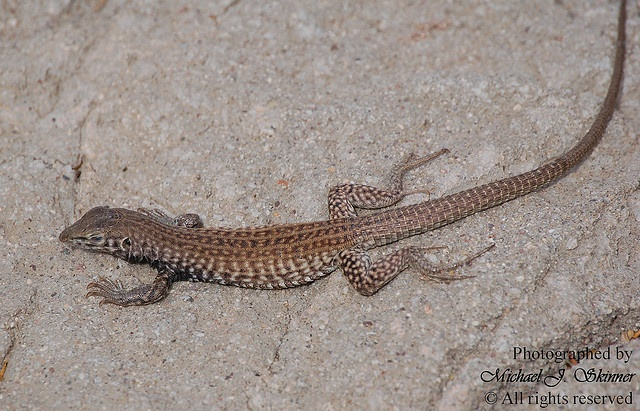 Photographed by
Michael J. Skinner
© All rights reserved